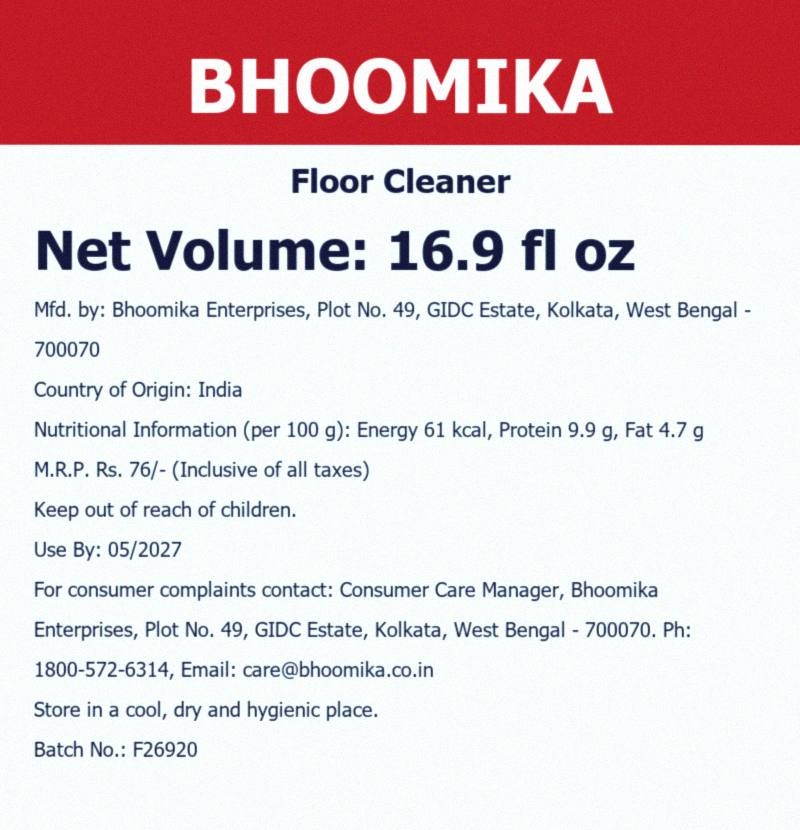 BHOOMIKA
Floor Cleaner
Net Volume: 16.9 fl oz
Mfd. by: Bhoomika Enterprises, Plot No. 49, GIDC Estate, Kolkata, West Bengal -
700070
Country of Origin: India
Nutritional Information (per 100 g): Energy 61 kcal, Protein 9.9 g, Fat 4.7 g
M.R.P. Rs. 76/- (Inclusive of all taxes)
Keep out of reach of children.
Use By: 05/2027
For consumer complaints contact: Consumer Care Manager, Bhoomika
Enterprises, Plot No. 49, GIDC Estate, Kolkata, West Bengal - 700070. Ph:
1800-572-6314, Email: care@bhoomika.co.in
Store in a cool, dry and hygienic place.
Batch No.: F26920